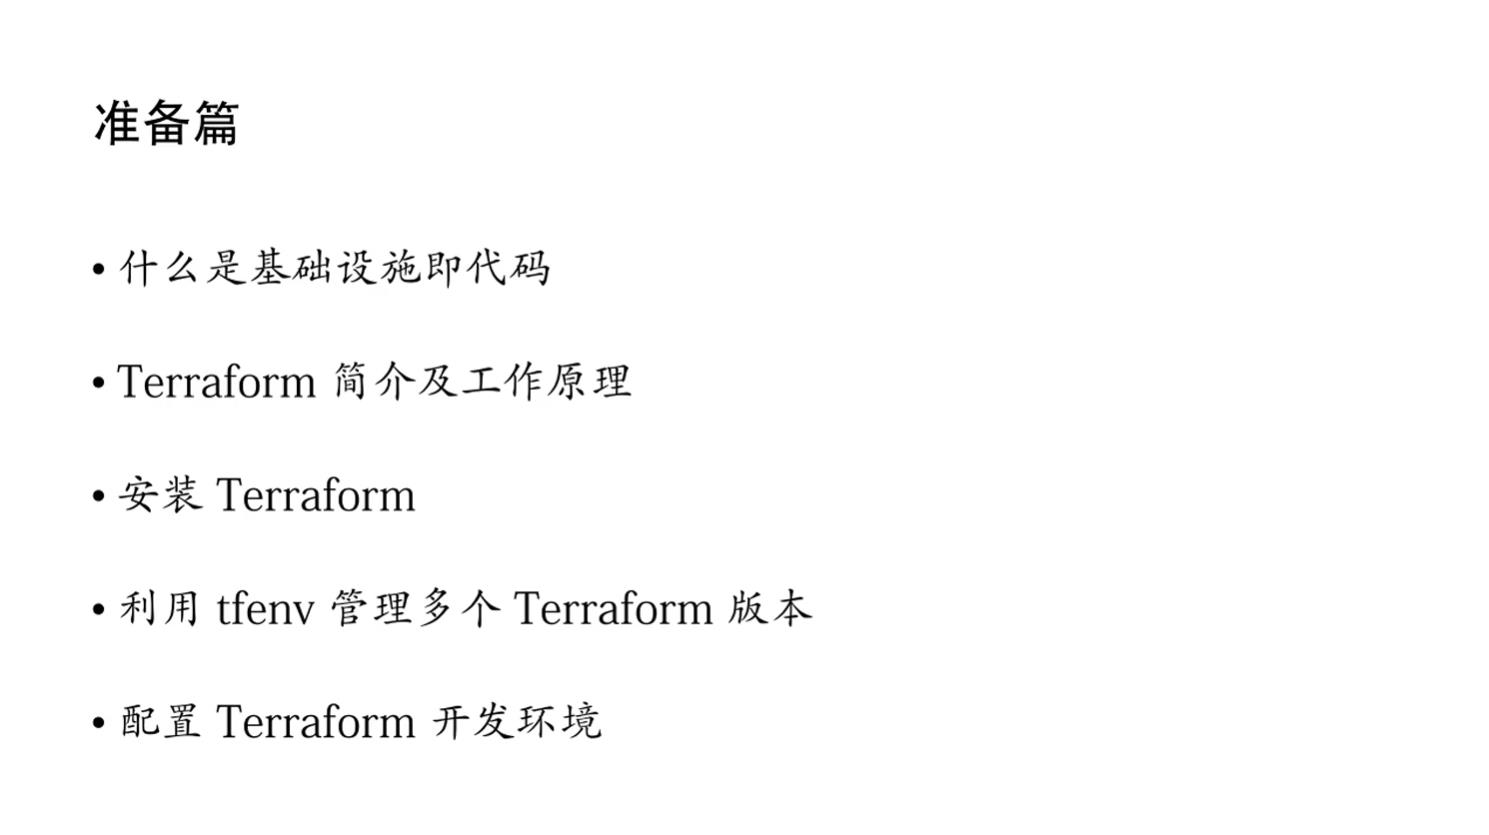 准备篇
• 什么是基础设施即代码
• Terraform 简介及工作原理
• 安装 Terraform
• 利用 tfenv 管理多个 Terraform 版本
• 配置 Terraform 开发环境